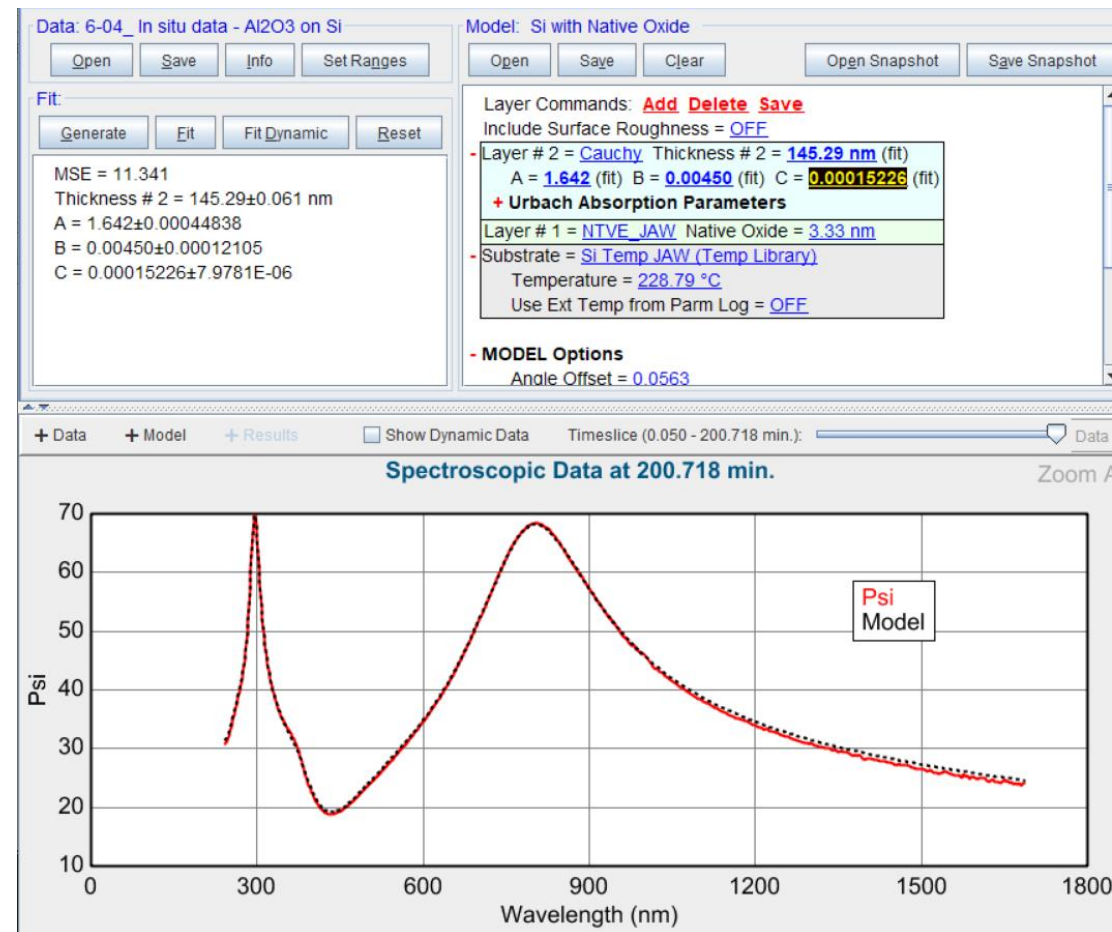 Data: 6-04_ In situ data - Al2O3 on Si
Open Save Info Set Ranges
Fit:
Generate Fit Fit Dynamic Reset
MSE = 11.341
Thickness # 2 = 145.29±0.061 nm
A = 1.642±0.00044838
B = 0.00450±0.00012105
C = 0.00015226±7.9781E-06
Model: Si with Native Oxide
Open Save Clear Open Snapshot Save Snapshot
Layer Commands: Add Delete Save
Include Surface Roughness = OFF
- Layer # 2 = Cauchy Thickness # 2 = 145.29 nm (fit)
A = 1.642 (fit) B = 0.00450 (fit) C = 0.00015226 (fit)
+ Urbach Absorption Parameters
Layer # 1 = NTVE_JAW Native Oxide = 3.33 nm
- Substrate = Si Temp JAW (Temp Library)
Temperature = 228.79 °C
Use Ext Temp from Parm Log = OFF
- MODEL Options
Angle Offset = 0.0563
+ Data + Model + Results Show Dynamic Data Timeslice (0.050 - 200.718 min.): Data
Spectroscopic Data at 200.718 min.
Zoom A
70
60
50
40
30
20
10
Psi
Psi
Model
0 300 600 900 1200 1500 1800
Wavelength (nm)